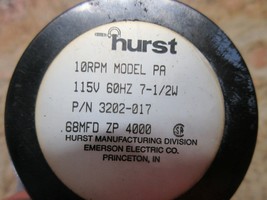 hurst
10RPM MODEL PA
115V 60HZ 7-1/2W
P/N 3202-017
.68MFD ZP 4000
HURST MANUFACTURING DIVISION
EMERSON ELECTRIC CO.
PRINCETON, IN